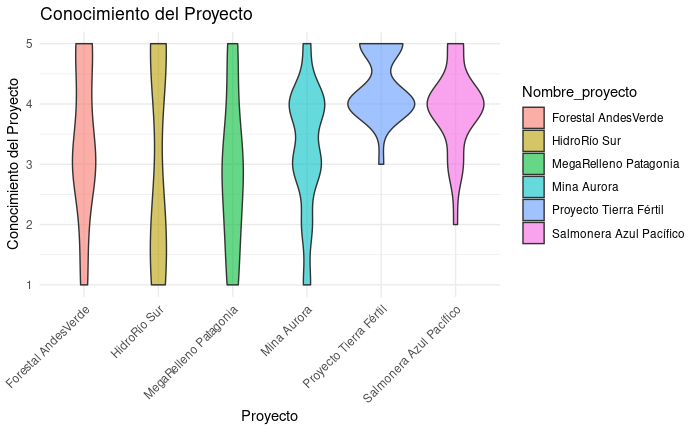 Conocimiento del Proyecto
Conocimiento del Proyecto
5
4
3
2
1
Forestal AndesVerde
HidroRío Sur
MegaRelleno Patagonia
Mina Aurora
Proyecto Tierra Fértil
Salmonera Azul Pacífico
Proyecto
Nombre_proyecto
Forestal AndesVerde
HidroRío Sur
MegaRelleno Patagonia
Mina Aurora
Proyecto Tierra Fértil
Salmonera Azul Pacífico